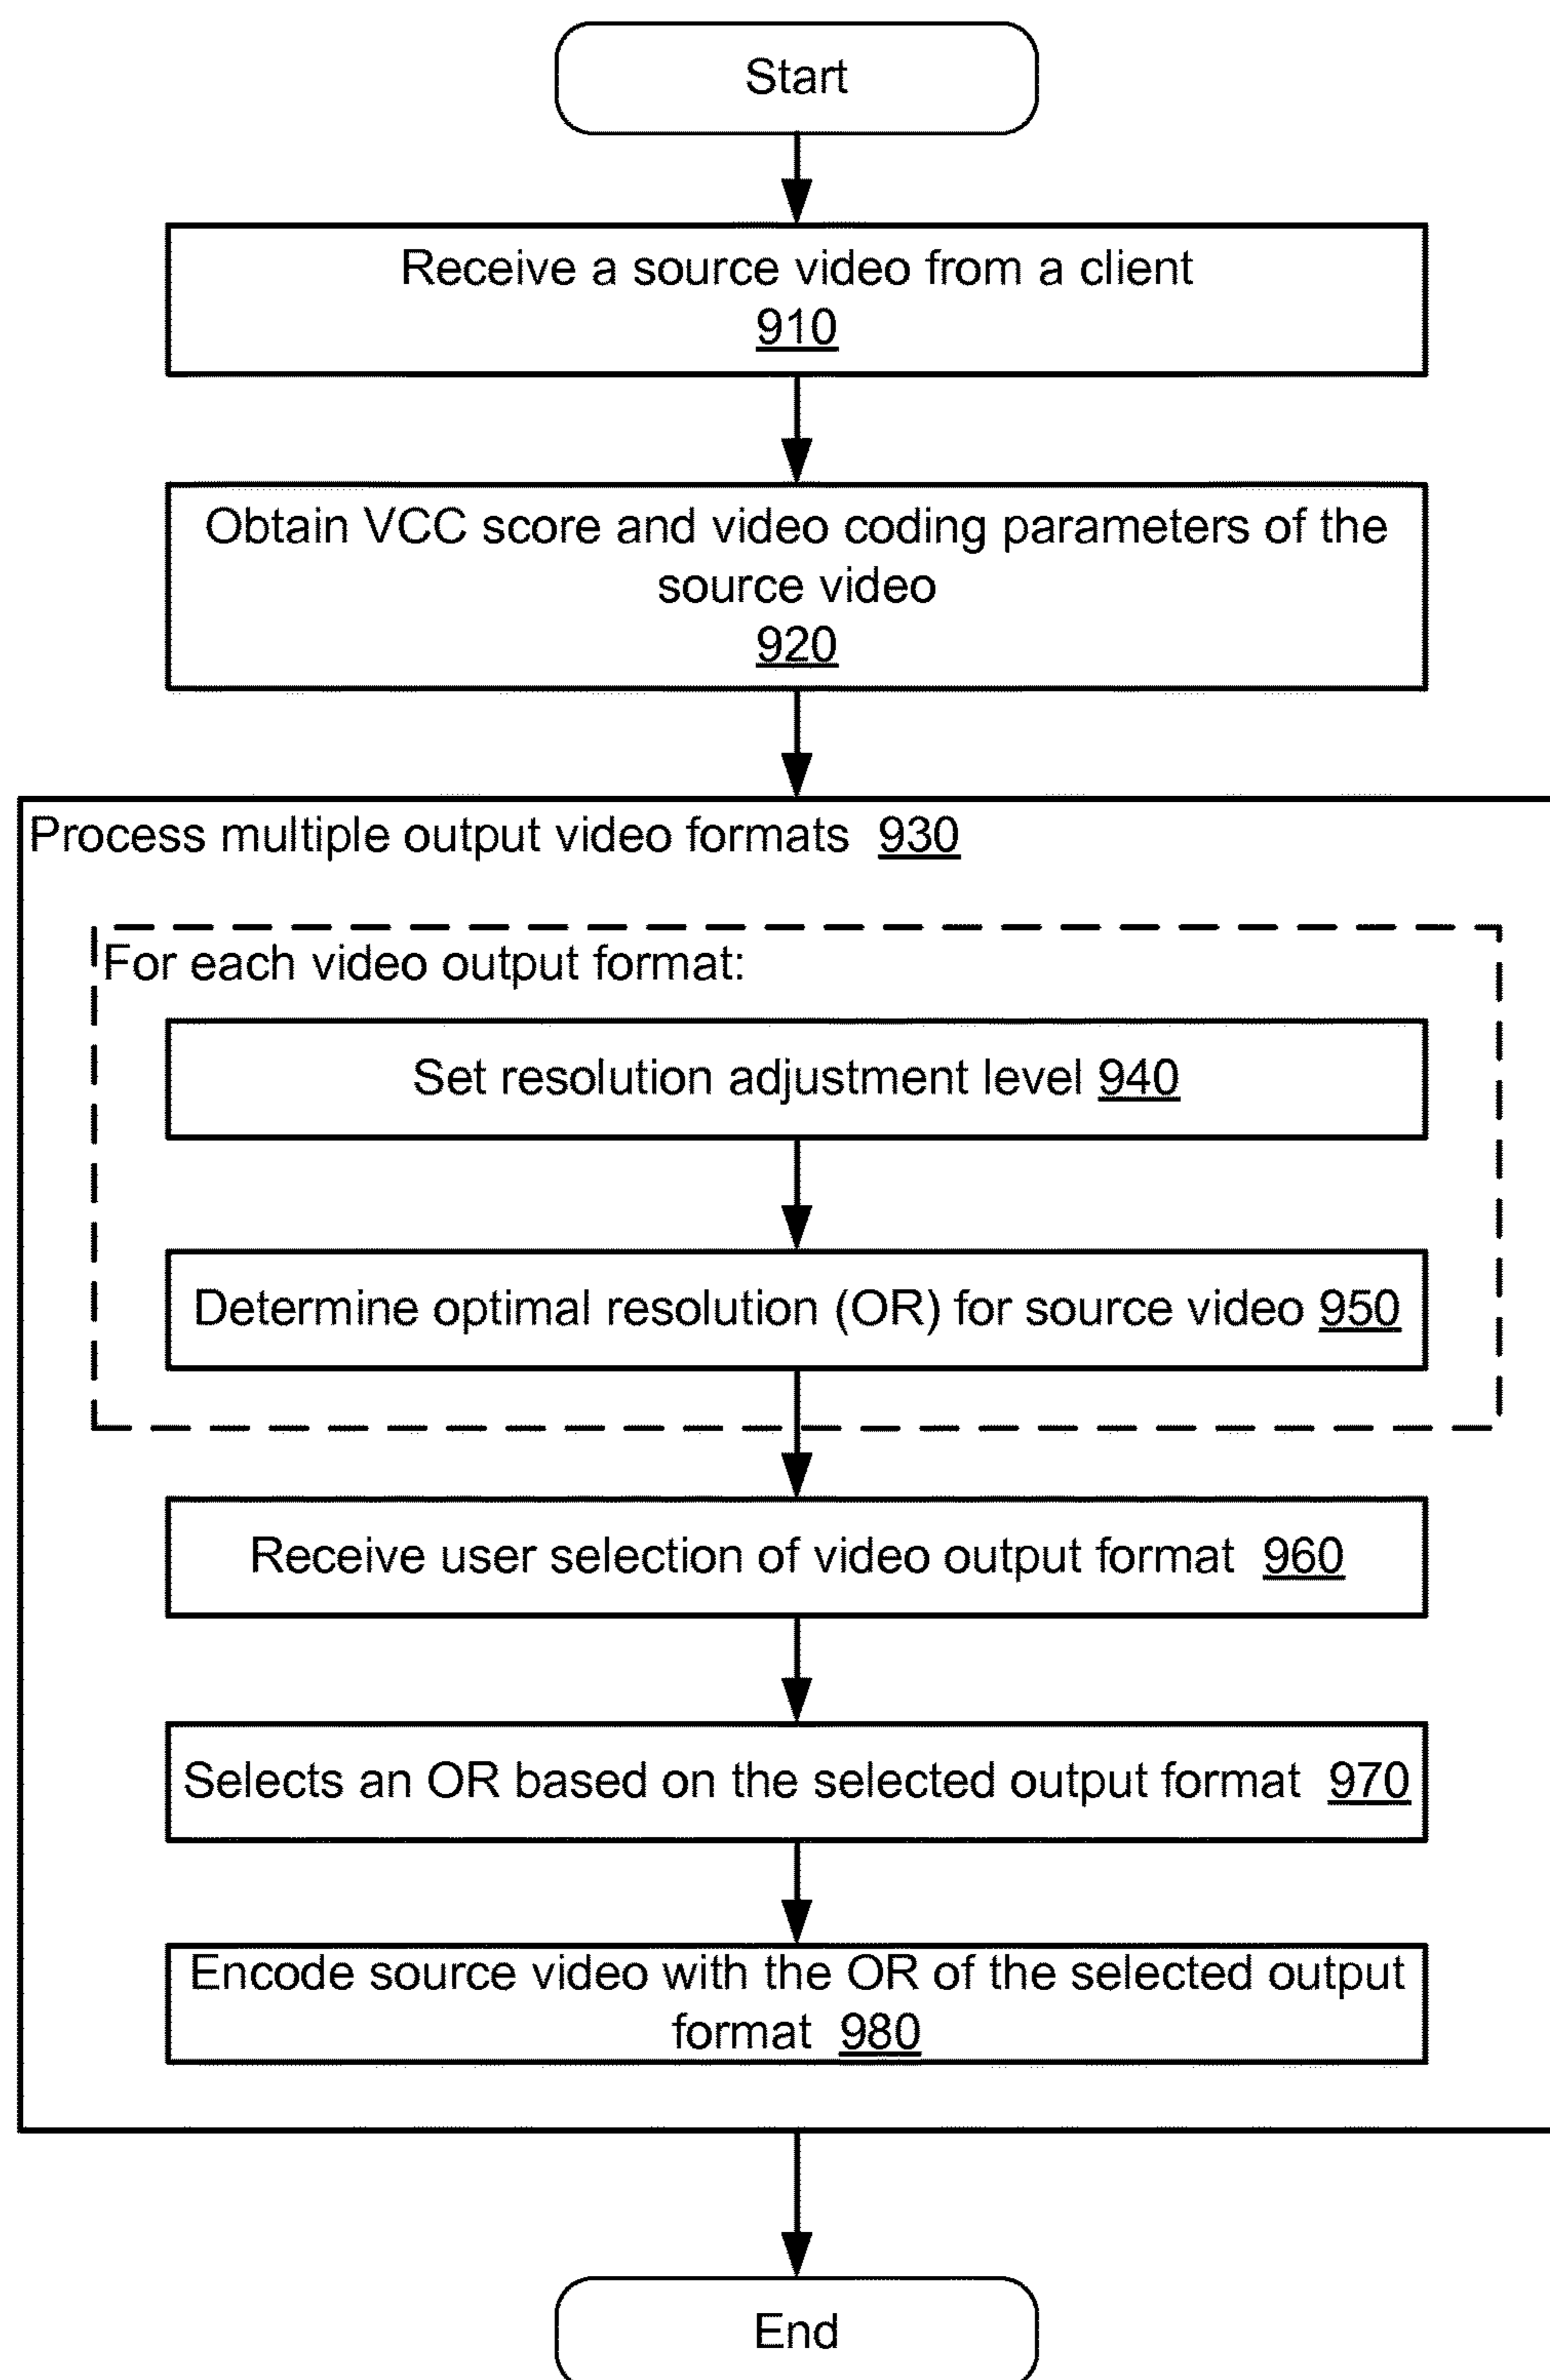 Start
Receive a source video from a client
910
Obtain VCC score and video coding parameters of the
source video
920
Process multiple output video formats 930
For each video output format:
Set resolution adjustment level 940
Determine optimal resolution (OR) for source video 950
Receive user selection of video output format 960
Selects an OR based on the selected output format 970
Encode source video with the OR of the selected output
format 980
End